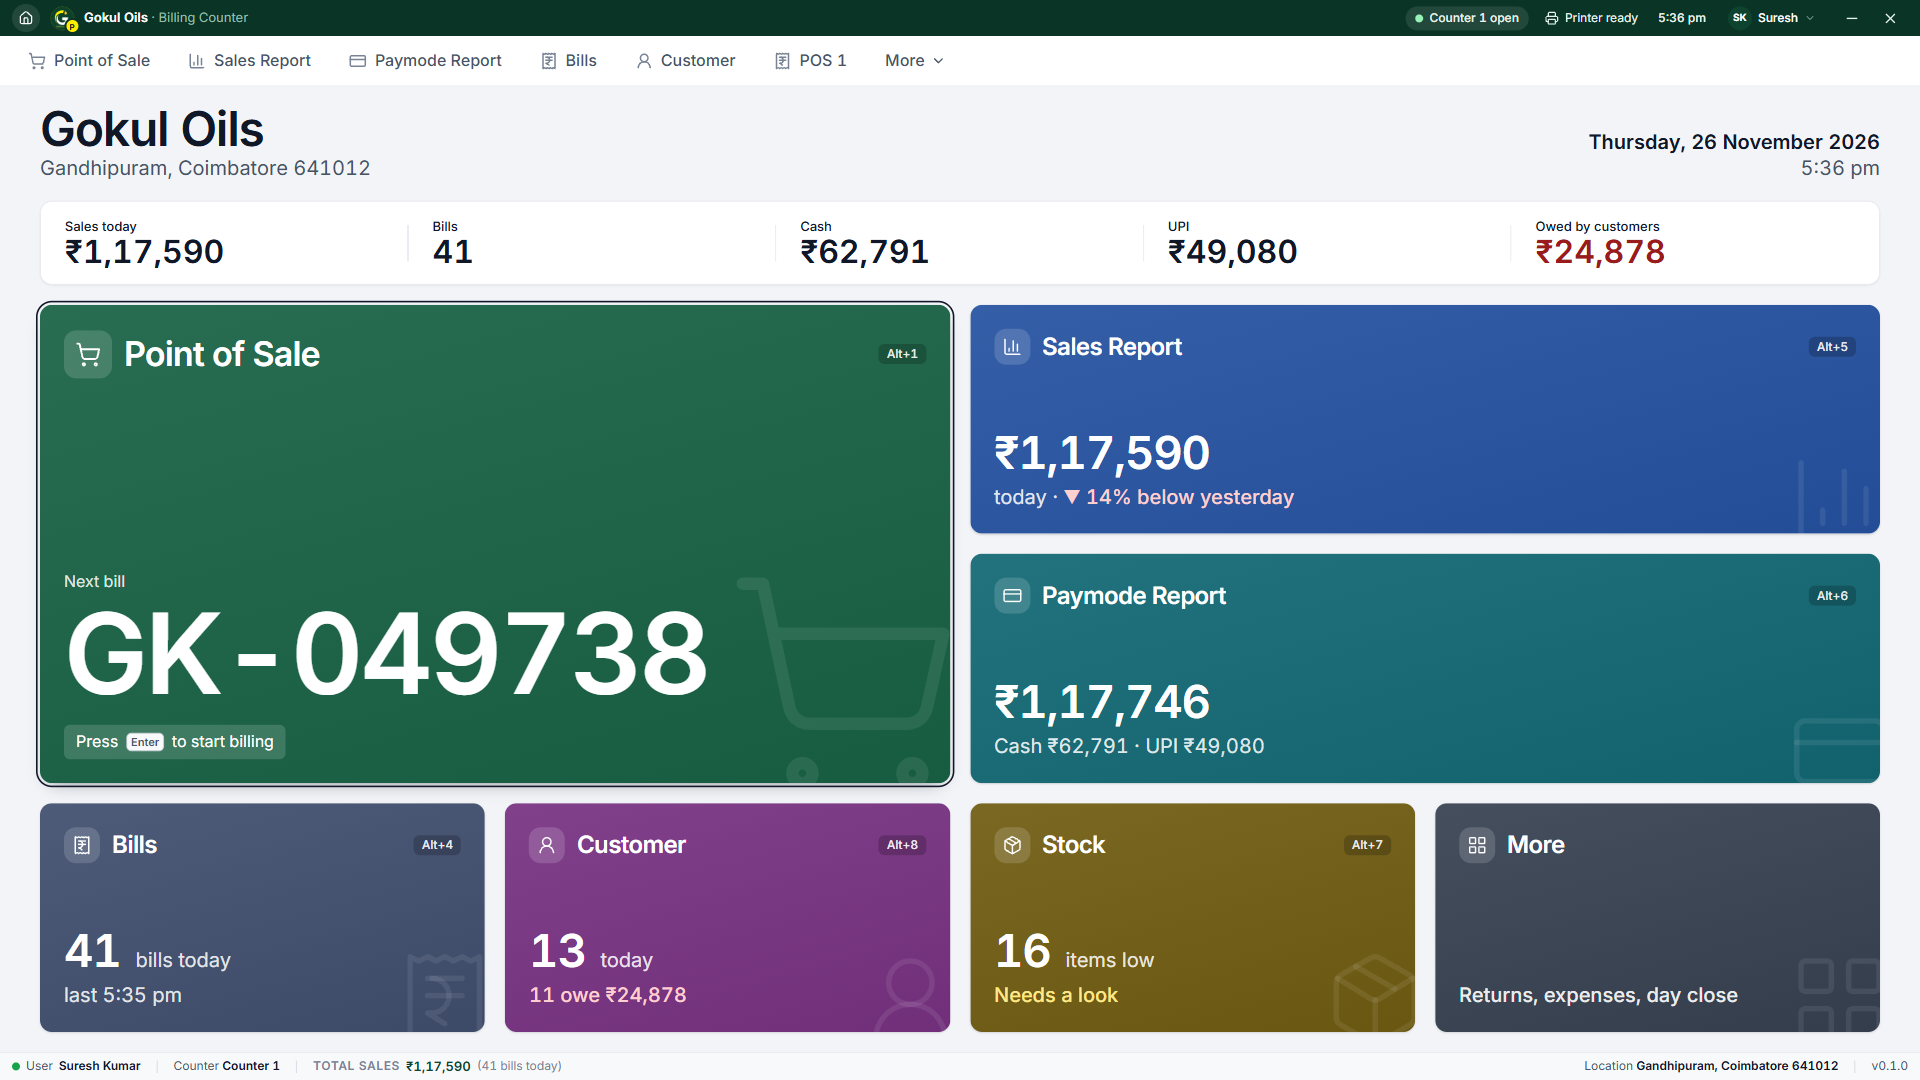 Gokul Oils · Billing Counter
Counter 1 open
Printer ready
5:36 pm
SK Suresh
Point of Sale
Sales Report
Paymode Report
Bills
Customer
POS 1
More
Gokul Oils
Gandhipuram, Coimbatore 641012
Thursday, 26 November 2026
5:36 pm
Sales today
₹1,17,590
Bills
41
Cash
₹62,791
UPI
₹49,080
Owed by customers
₹24,878
Point of Sale
Alt+1
Next bill
GK-049738
Press Enter to start billing
Sales Report
Alt+5
₹1,17,590
today · ▼ 14% below yesterday
Paymode Report
Alt+6
₹1,17,746
Cash ₹62,791 · UPI ₹49,080
Bills
Alt+4
41 bills today
last 5:35 pm
Customer
Alt+8
13 today
11 owe ₹24,878
Stock
Alt+7
16 items low
Needs a look
More
Returns, expenses, day close
User Suresh Kumar
Counter Counter 1
TOTAL SALES ₹1,17,590 (41 bills today)
Location Gandhipuram, Coimbatore 641012
v0.1.0